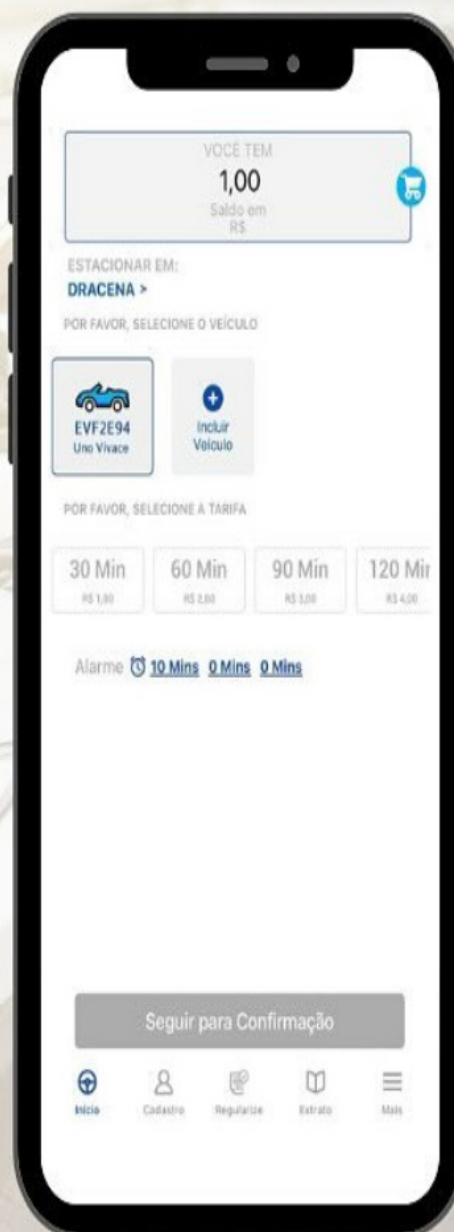 VOCÊ TEM
1,00
Saldo em
R$
ESTACIONAR EM:
DRACENA >
POR FAVOR, SELECIONE O VEÍCULO
EVF2E94
Uno Vivace
Incluir
Veículo
POR FAVOR, SELECIONE A TARIFA
30 Min 60 Min 90 Min 120 Min
R$ 1,00 R$ 2,00 R$ 3,00 R$ 4,00
Alarme 10 Mins 0 Mins 0 Mins
Seguir para Confirmação
Início Cadastro Regularize Extrato Mais